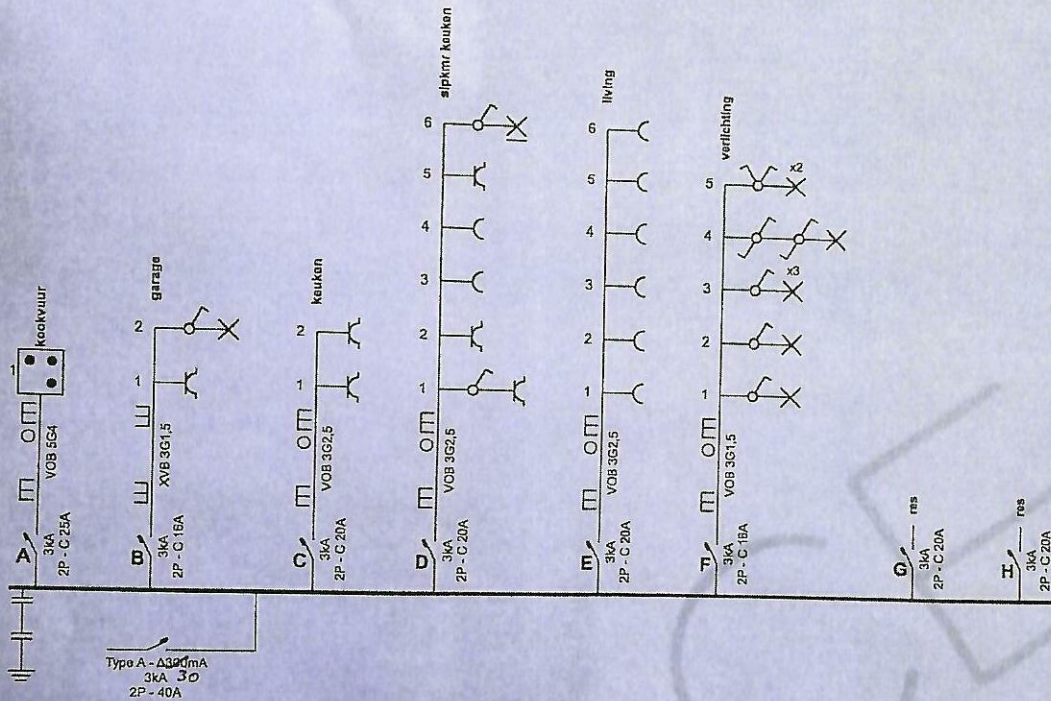 1
kookvuur
A
3kA
2P - C 25A
VOB 5G4
garage
1
2
B
3kA
2P - C 16A
XVB 3G1,5
keuken
1
2
C
3kA
2P - C 20A
VOB 3G2,5
slpkmr keuken
1
2
3
4
5
6
D
3kA
2P - C 20A
VOB 3G2,5
living
1
2
3
4
5
6
E
3kA
2P - C 20A
VOB 3G2,5
verlichting
1
2
3
x3
4
5
x2
F
3kA
2P - C 16A
VOB 3G1,5
G
3kA
2P - C 20A
res
H
3kA
2P - C 20A
res
Type A - Δ300mA
3kA 30
2P - 40A